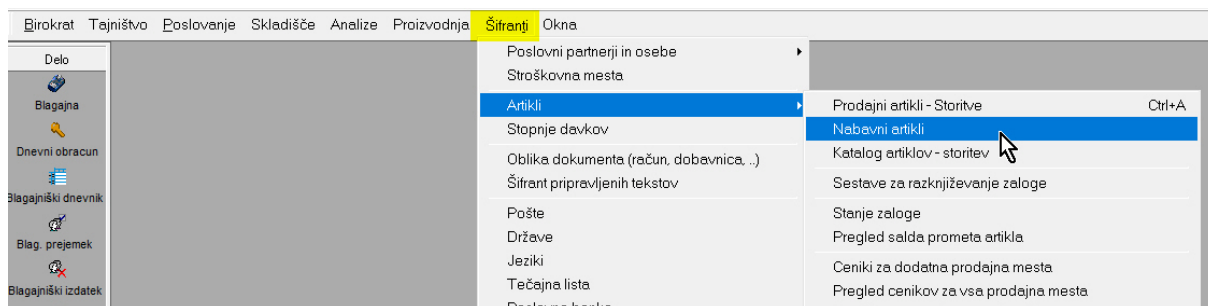 Birokrat Tajništvo Poslovanje Skladišče Analize Proizvodnja Šifranti Okna
Delo
Blagajna
Dnevni obracun
Blagajniški dnevnik
Blag. prejemek
Blagajniški izdatek
Poslovni partnerji in osebe
Stroškovna mesta
Artikli
Stopnje davkov
Oblika dokumenta (račun, dobavnica, ..)
Šifrant pripravljenih tekstov
Pošte
Države
Jeziki
Tečajna lista
Prodajni artikli - Storitve Ctrl+A
Nabavni artikli
Katalog artiklov - storitev
Sestave za razknjiževanje zaloge
Stanje zaloge
Pregled salda prometa artikla
Ceniki za dodatna prodajna mesta
Pregled cenikov za vsa prodajna mesta